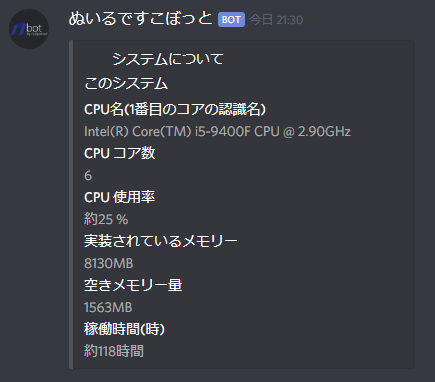 ぬいるですこぼっと BOT 今日 21:30
システムについて
このシステム
CPU名(1番目のコアの認識名)
Intel(R) Core(TM) i5-9400F CPU @ 2.90GHz
CPU コア数
6
CPU 使用率
約25 %
実装されているメモリー
8130MB
空きメモリー量
1563MB
稼働時間(時)
約118時間